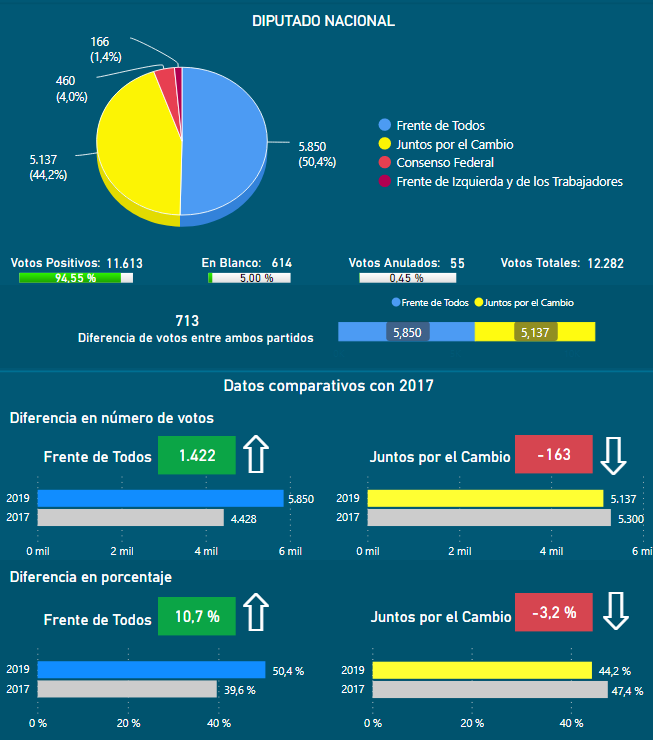 DIPUTADO NACIONAL
166
(1,4%)
460
(4,0%)
5.137
(44,2%)
5.850
(50,4%)
Frente de Todos
Juntos por el Cambio
Consenso Federal
Frente de Izquierda y de los Trabajadores
Votos Positivos: 11.613
94,55 %
En Blanco: 614
5,00 %
Votos Anulados: 55
0,45 %
Votos Totales: 12.282
713
Diferencia de votos entre ambos partidos
Frente de Todos Juntos por el Cambio
5,850 5,137
Datos comparativos con 2017
Diferencia en número de votos
Frente de Todos 1.422
2019 5.850
2017 4.428
0 mil 2 mil 4 mil 6 mil
Juntos por el Cambio -163
2019 5.137
2017 5.300
0 mil 2 mil 4 mil 6 mi
Diferencia en porcentaje
Frente de Todos 10,7 %
2019 50,4 %
2017 39,6 %
0 % 20 % 40 %
Juntos por el Cambio -3,2 %
2019 44,2 %
2017 47,4 %
0 % 20 % 40 %